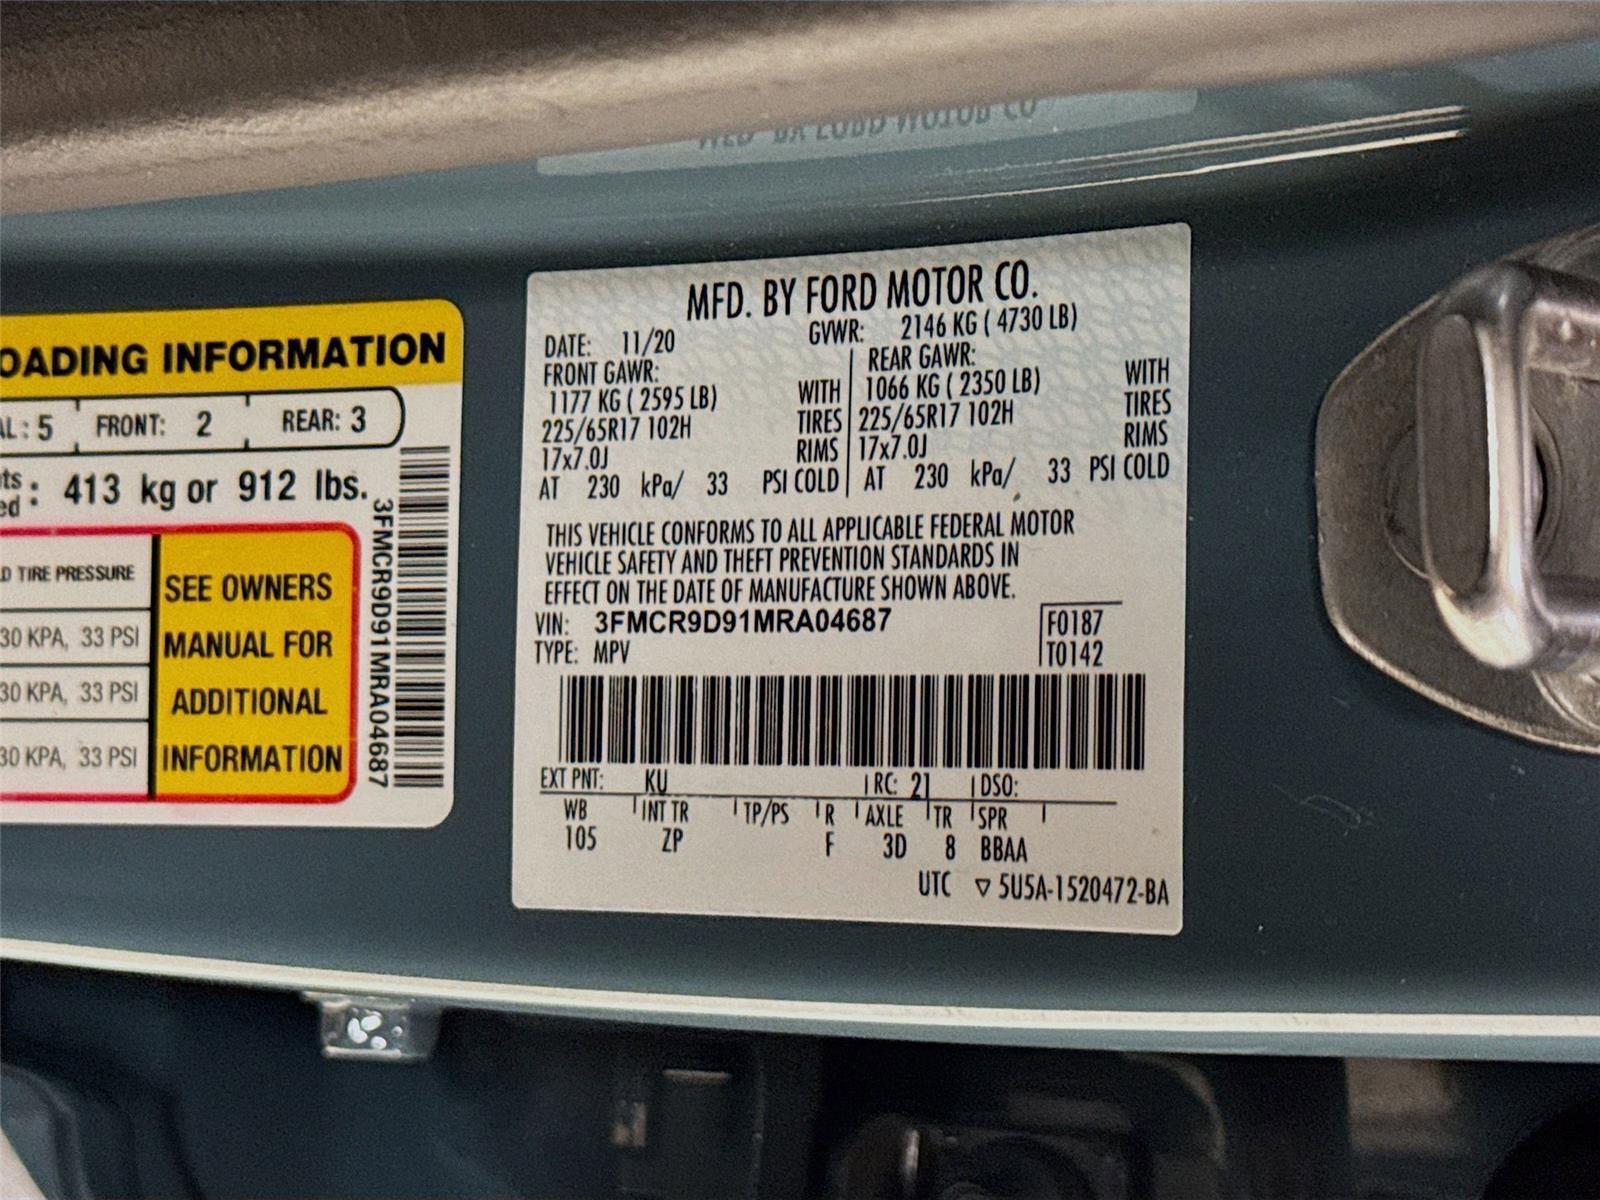 OADING INFORMATION
AL: 5 FRONT: 2 REAR: 3
413 kg or 912 lbs.
TIRE PRESSURE
30 KPA, 33 PSI
30 KPA, 33 PSI
30 KPA, 33 PSI
SEE OWNERS
MANUAL FOR
ADDITIONAL
INFORMATION
3FMCR9D91MRA04687
MFD. BY FORD MOTOR CO.
DATE: 11/20 GVWR: 2146 KG ( 4730 LB)
FRONT GAWR: REAR GAWR:
1177 KG ( 2595 LB) WITH 1066 KG ( 2350 LB) WITH
225/65R17 102H TIRES 225/65R17 102H TIRES
17x7.0J RIMS 17x7.0J RIMS
AT 230 kPa/ 33 PSI COLD AT 230 kPa/ 33 PSI COLD
THIS VEHICLE CONFORMS TO ALL APPLICABLE FEDERAL MOTOR
VEHICLE SAFETY AND THEFT PREVENTION STANDARDS IN
EFFECT ON THE DATE OF MANUFACTURE SHOWN ABOVE.
VIN: 3FMCR9D91MRA04687 F0187
TYPE: MPV T0142
EXT PNT: KU RC: 21 DSO:
WB INT TR TP/PS R AXLE TR SPR
105 ZP F 3D 8 BBAA
UTC ▽ 5U5A-1520472-BA